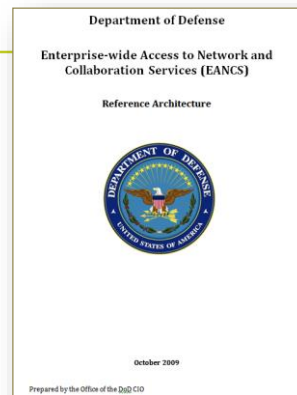 Department of Defense
Enterprise-wide Access to Network and
Collaboration Services (EANCS)
Reference Architecture
DEPARTMENT OF DEFENSE
UNITED STATES OF AMERICA
October 2009
Prepared by the Office of the DoD CIO